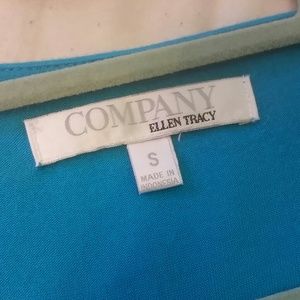 COMPANY
ELLEN TRACY
S
MADE IN
INDONESIA